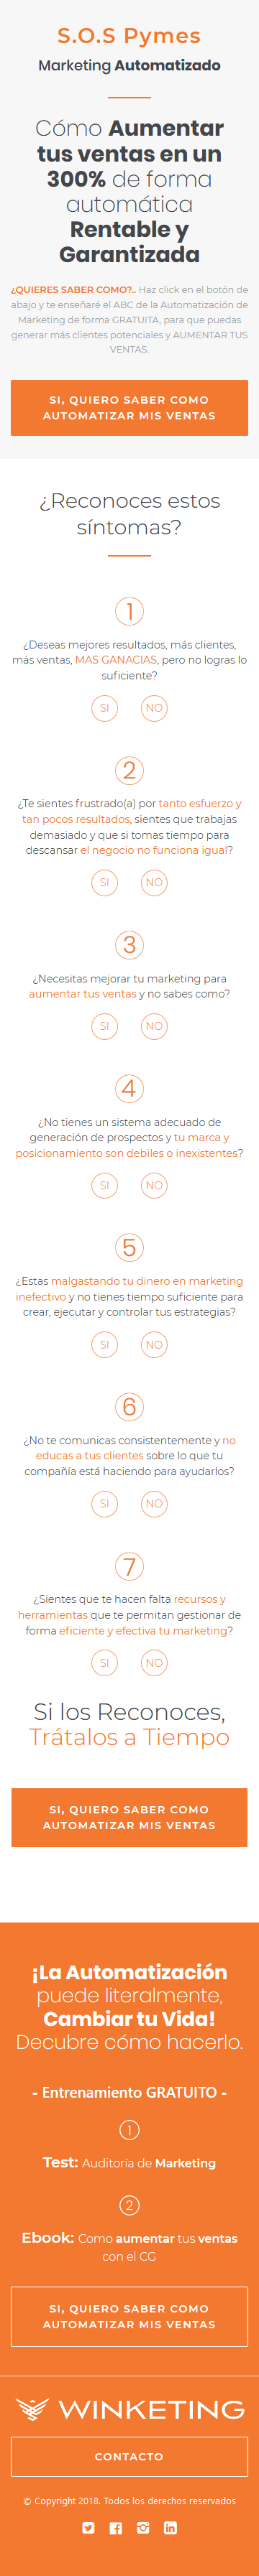 S.O.S Pymes
Marketing Automatizado
Cómo Aumentar
tus ventas en un
300% de forma
automática
Rentable y
Garantizada
¿QUIERES SABER COMO?.. Haz click en el botón de
abajo y te enseñaré el ABC de la Automatización de
Marketing de forma GRATUITA, para que puedas
generar más clientes potenciales y AUMENTAR TUS
VENTAS.
SI, QUIERO SABER COMO
AUTOMATIZAR MIS VENTAS
¿Reconoces estos
síntomas?
1
¿Deseas mejores resultados, más clientes,
más ventas, MAS GANACIAS, pero no logras lo
suficiente?
SI NO
2
¿Te sientes frustrado(a) por tanto esfuerzo y
tan pocos resultados, sientes que trabajas
demasiado y que si tomas tiempo para
descansar el negocio no funciona igual?
SI NO
3
¿Necesitas mejorar tu marketing para
aumentar tus ventas y no sabes como?
SI NO
4
¿No tienes un sistema adecuado de
generación de prospectos y tu marca y
posicionamiento son debiles o inexistentes?
SI NO
5
¿Estas malgastando tu dinero en marketing
inefectivo y no tienes tiempo suficiente para
crear, ejecutar y controlar tus estrategias?
SI NO
6
¿No te comunicas consistentemente y no
educas a tus clientes sobre lo que tu
compañía está haciendo para ayudarlos?
SI NO
7
¿Sientes que te hacen falta recursos y
herramientas que te permitan gestionar de
forma eficiente y efectiva tu marketing?
SI NO
Si los Reconoces,
Trátalos a Tiempo
SI, QUIERO SABER COMO
AUTOMATIZAR MIS VENTAS
¡La Automatización
puede literalmente,
Cambiar tu Vida!
Decubre cómo hacerlo.
- Entrenamiento GRATUITO -
1
Test: Auditoría de Marketing
2
Ebook: Como aumentar tus ventas
con el CG
SI, QUIERO SABER COMO
AUTOMATIZAR MIS VENTAS
WINKETING
CONTACTO
© Copyright 2018. Todos los derechos reservados